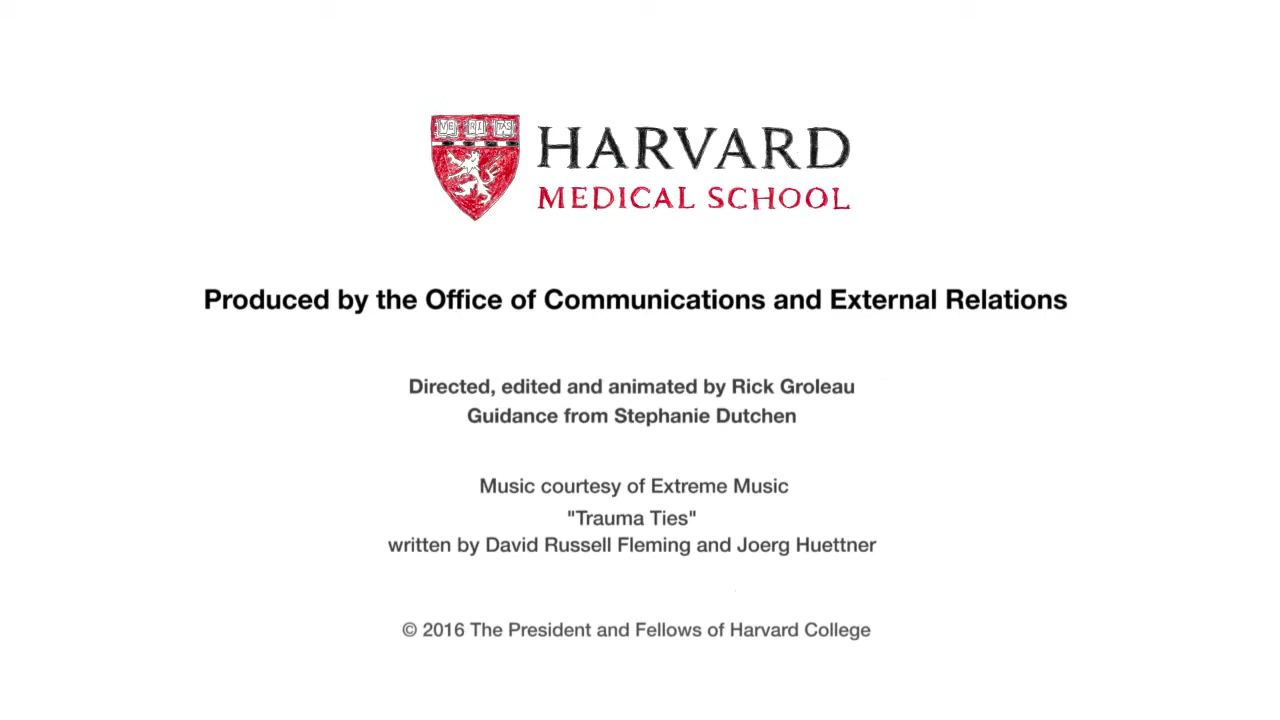 VE RI TAS
HARVARD
MEDICAL SCHOOL
Produced by the Office of Communications and External Relations
Directed, edited and animated by Rick Groleau
Guidance from Stephanie Dutchen
Music courtesy of Extreme Music
"Trauma Ties"
written by David Russell Fleming and Joerg Huettner
© 2016 The President and Fellows of Harvard College